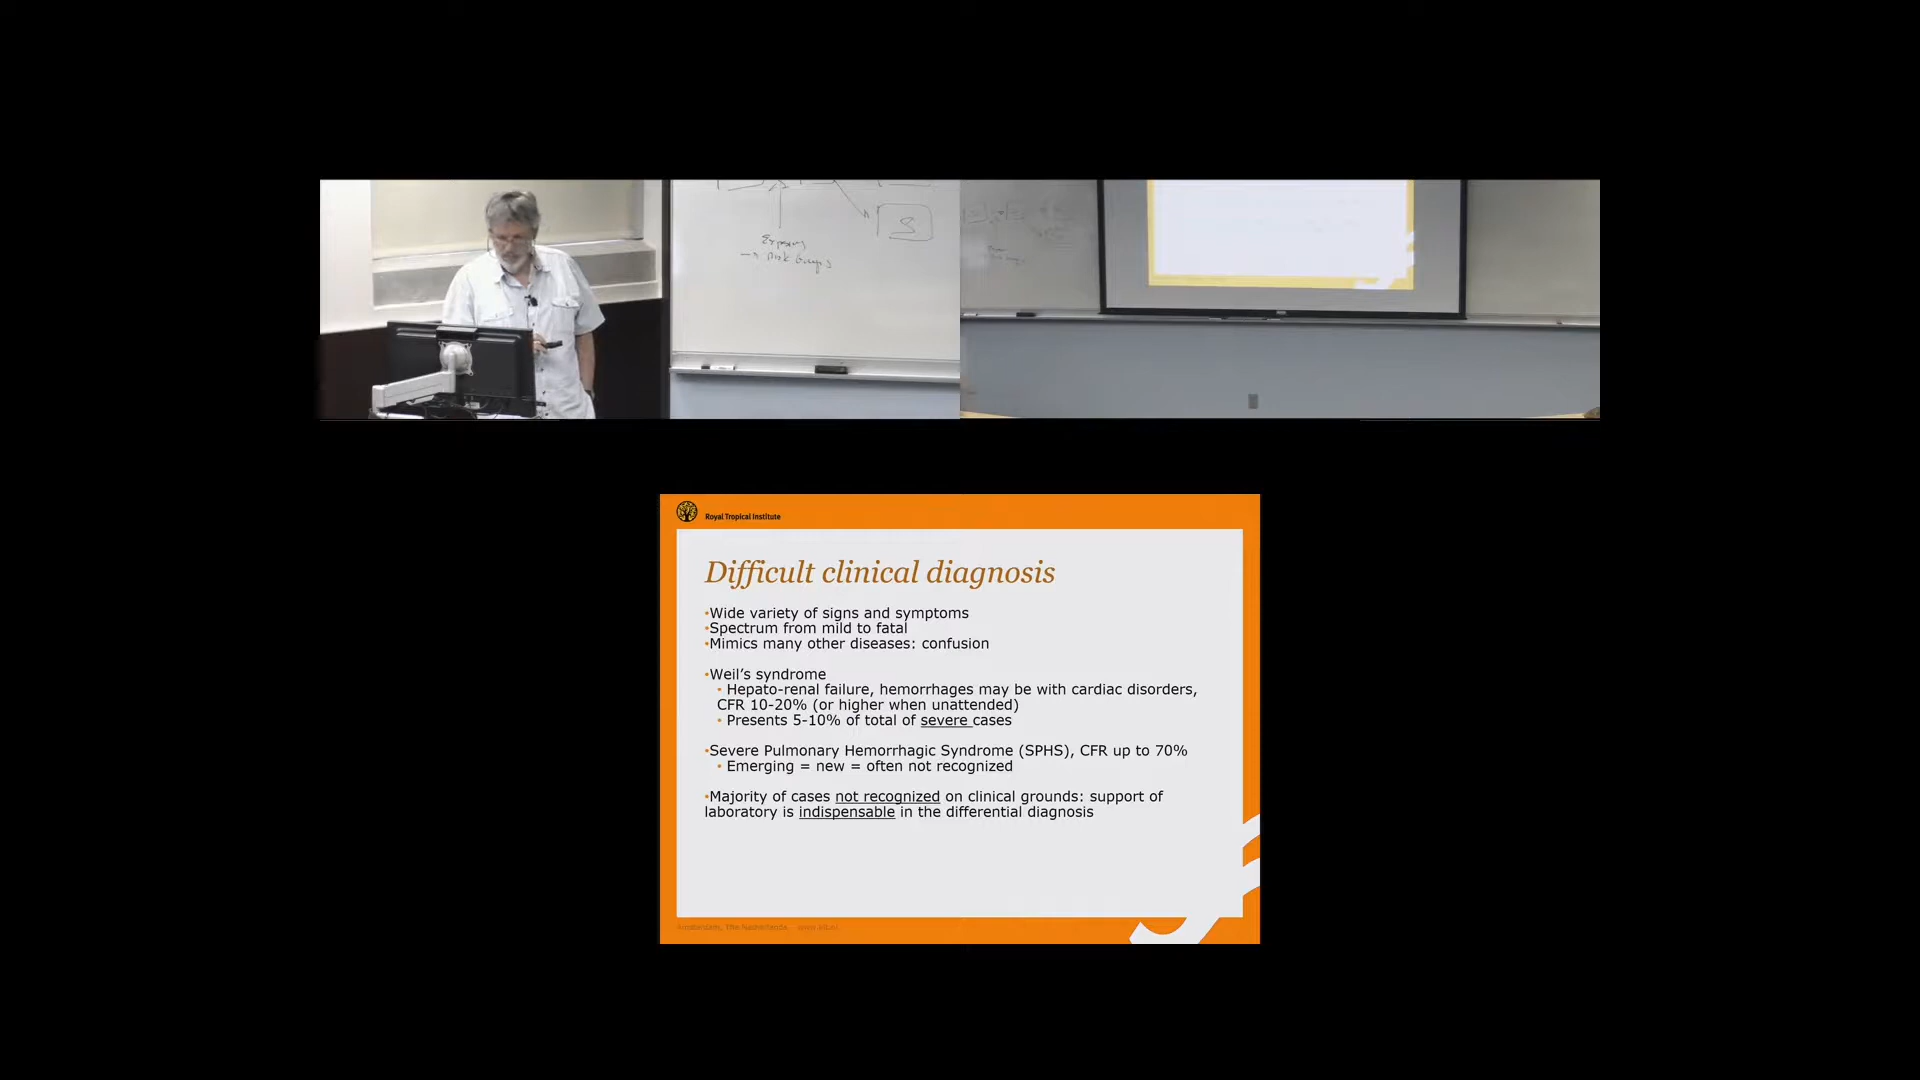 S
Risk Groups
Royal Tropical Institute
Difficult clinical diagnosis
•Wide variety of signs and symptoms
•Spectrum from mild to fatal
•Mimics many other diseases: confusion
•Weil's syndrome
• Hepato-renal failure, hemorrhages may be with cardiac disorders,
CFR 10-20% (or higher when unattended)
• Presents 5-10% of total of severe cases
•Severe Pulmonary Hemorrhagic Syndrome (SPHS), CFR up to 70%
• Emerging = new = often not recognized
•Majority of cases not recognized on clinical grounds: support of
laboratory is indispensable in the differential diagnosis
Amsterdam, The Netherlands